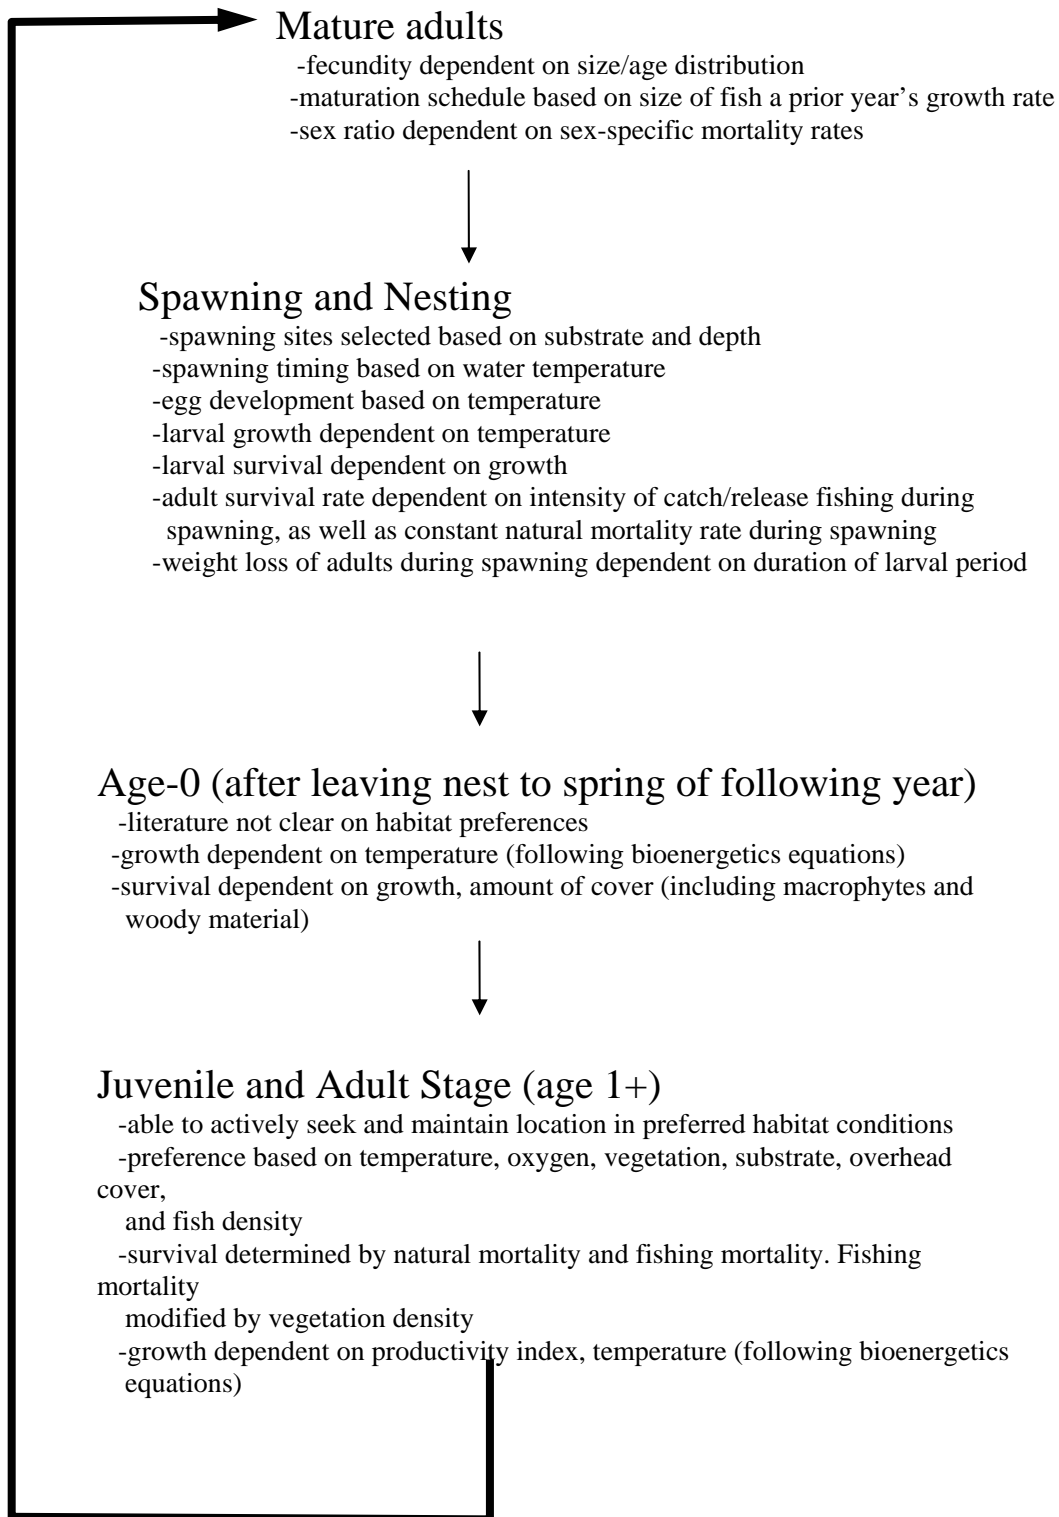 Mature adults
-fecundity dependent on size/age distribution
-maturation schedule based on size of fish a prior year's growth rate
-sex ratio dependent on sex-specific mortality rates
Spawning and Nesting
-spawning sites selected based on substrate and depth
-spawning timing based on water temperature
-egg development based on temperature
-larval growth dependent on temperature
-larval survival dependent on growth
-adult survival rate dependent on intensity of catch/release fishing during
spawning, as well as constant natural mortality rate during spawning
-weight loss of adults during spawning dependent on duration of larval period
Age-0 (after leaving nest to spring of following year)
-literature not clear on habitat preferences
-growth dependent on temperature (following bioenergetics equations)
-survival dependent on growth, amount of cover (including macrophytes and
woody material)
Juvenile and Adult Stage (age 1+)
-able to actively seek and maintain location in preferred habitat conditions
-preference based on temperature, oxygen, vegetation, substrate, overhead
cover,
and fish density
-survival determined by natural mortality and fishing mortality. Fishing
mortality
modified by vegetation density
-growth dependent on productivity index, temperature (following bioenergetics
equations)